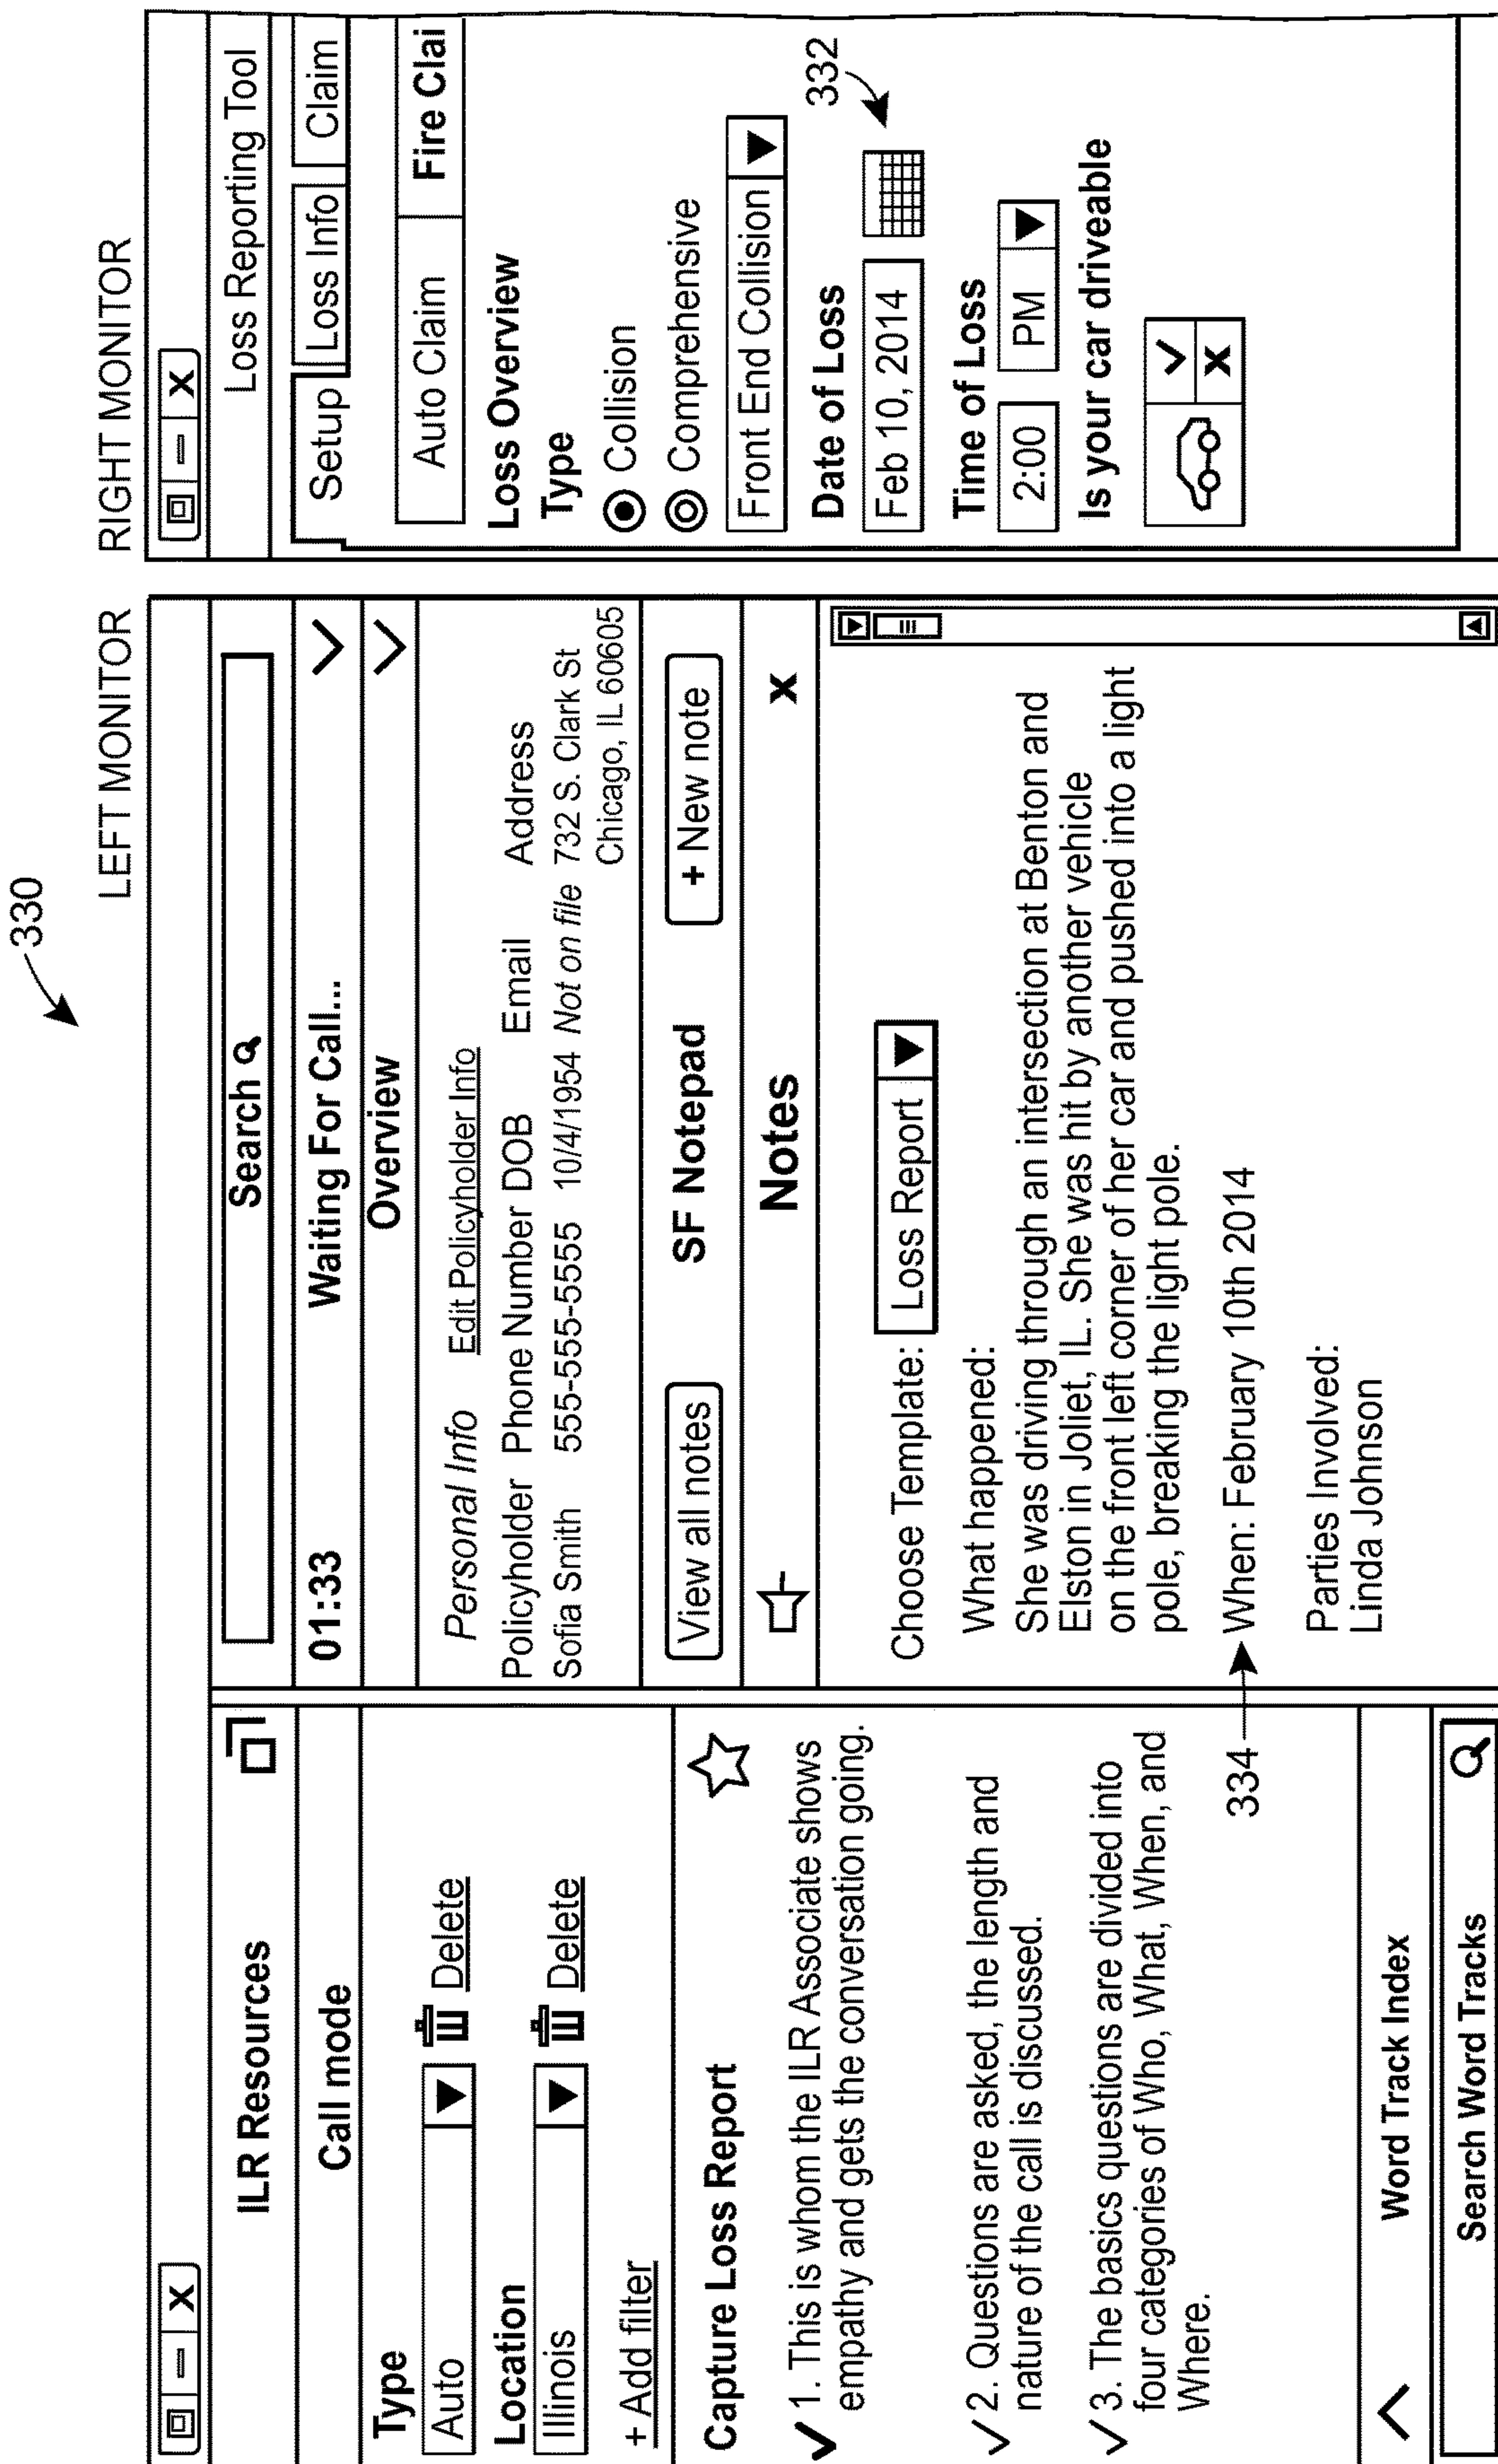 330
LEFT MONITOR
X
ILR Resources
Call mode
Type
Auto
Delete
Location
Illinois
Delete
+ Add filter
Capture Loss Report
1. This is whom the ILR Associate shows
empathy and gets the conversation going.
2. Questions are asked, the length and
nature of the call is discussed.
3. The basics questions are divided into
four categories of Who, What, When, and
Where.
334
Word Track Index
Search Word Tracks
Search
01:33 Waiting For Call...
Overview
Personal Info Edit Policyholder Info
Policyholder Phone Number DOB Email Address
Sofia Smith 555-555-5555 10/4/1954 Not on file 732 S. Clark St
Chicago, IL 60605
View all notes SF Notepad + New note
Notes X
Choose Template: Loss Report
What happened:
She was driving through an intersection at Benton and
Elston in Joliet, IL. She was hit by another vehicle
on the front left corner of her car and pushed into a light
pole, breaking the light pole.
When: February 10th 2014
Parties Involved:
Linda Johnson
RIGHT MONITOR
X
Loss Reporting Tool
Setup Loss Info Claim
Auto Claim Fire Clai
Loss Overview
Type
Collision
Comprehensive
Front End Collision
Date of Loss
332
Feb 10, 2014
Time of Loss
2:00 PM
Is your car driveable
X